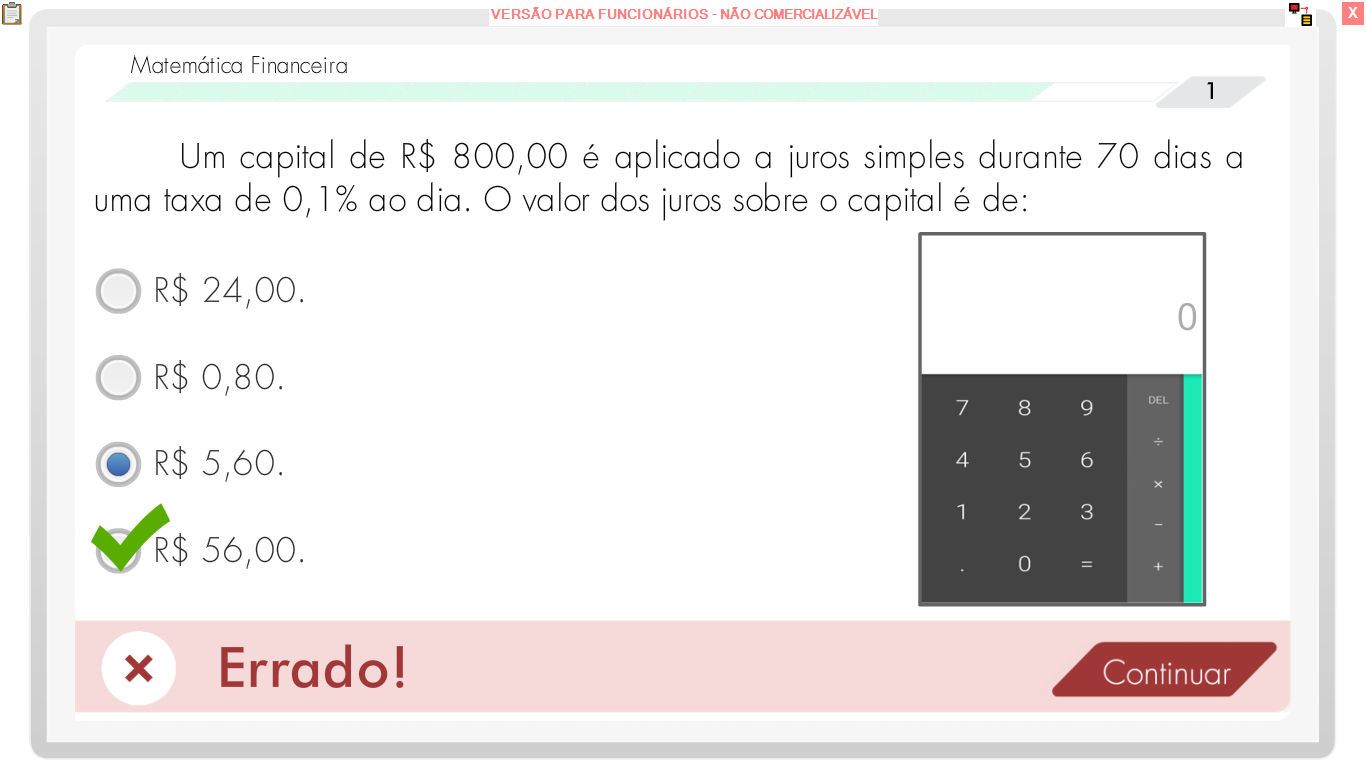 VERSÃO PARA FUNCIONÁRIOS - NÃO COMERCIALIZÁVEL
X
Matemática Financeira
1
Um capital de R$ 800,00 é aplicado a juros simples durante 70 dias a
uma taxa de 0,1% ao dia. O valor dos juros sobre o capital é de:
R$ 24,00.
R$ 0,80.
R$ 5,60.
R$ 56,00.
0
7 8 9 DEL
÷
4 5 6
×
1 2 3
−
. 0 = +
Errado!
Continuar